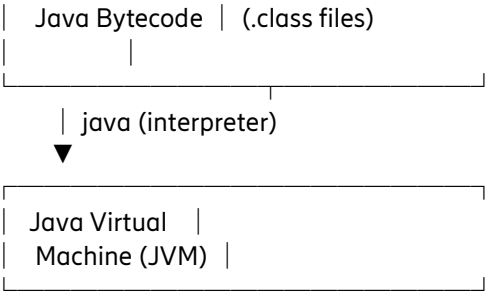 Java Bytecode | (.class files)
java (interpreter)
▼
Java Virtual
Machine (JVM)